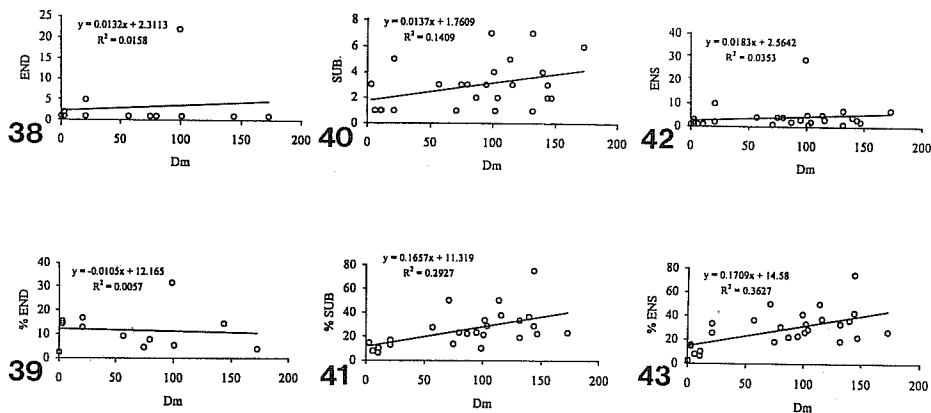 y = 0.0132x + 2.3113
R² = 0.0158
END
25
20
15
10
5
0
0 50 100 150 200
Dm
38
y = 0.0137x + 1.7609
R² = 0.1409
SUB.
8
6
4
2
0
0 50 100 150 200
Dm
40
y = 0.0183x + 2.5642
R² = 0.0353
ENS
40
30
20
10
0
0 50 100 150 200
Dm
42
y = -0.0105x + 12.165
R² = 0.0057
% END
40
30
20
10
0
0 50 100 150 200
Dm
39
y = 0.1657x + 11.319
R² = 0.2927
% SUB
80
60
40
20
0
0 50 100 150 200
Dm
41
y = 0.1709x + 14.58
R² = 0.3627
% ENS
80
60
40
20
0
0 50 100 150 200
Dm
43